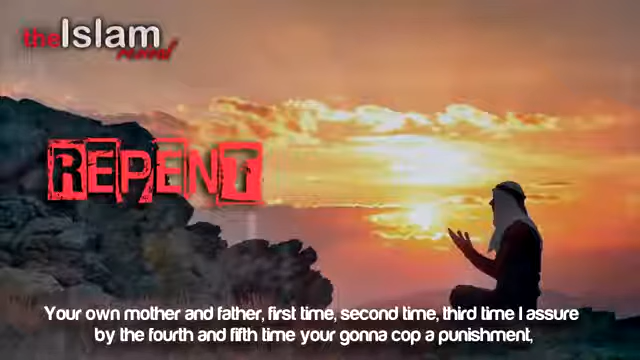 theIslam
reveal
REPENT
Your own mother and father, first time, second time, third time I assure
by the fourth and fifth time your gonna cop a punishment,